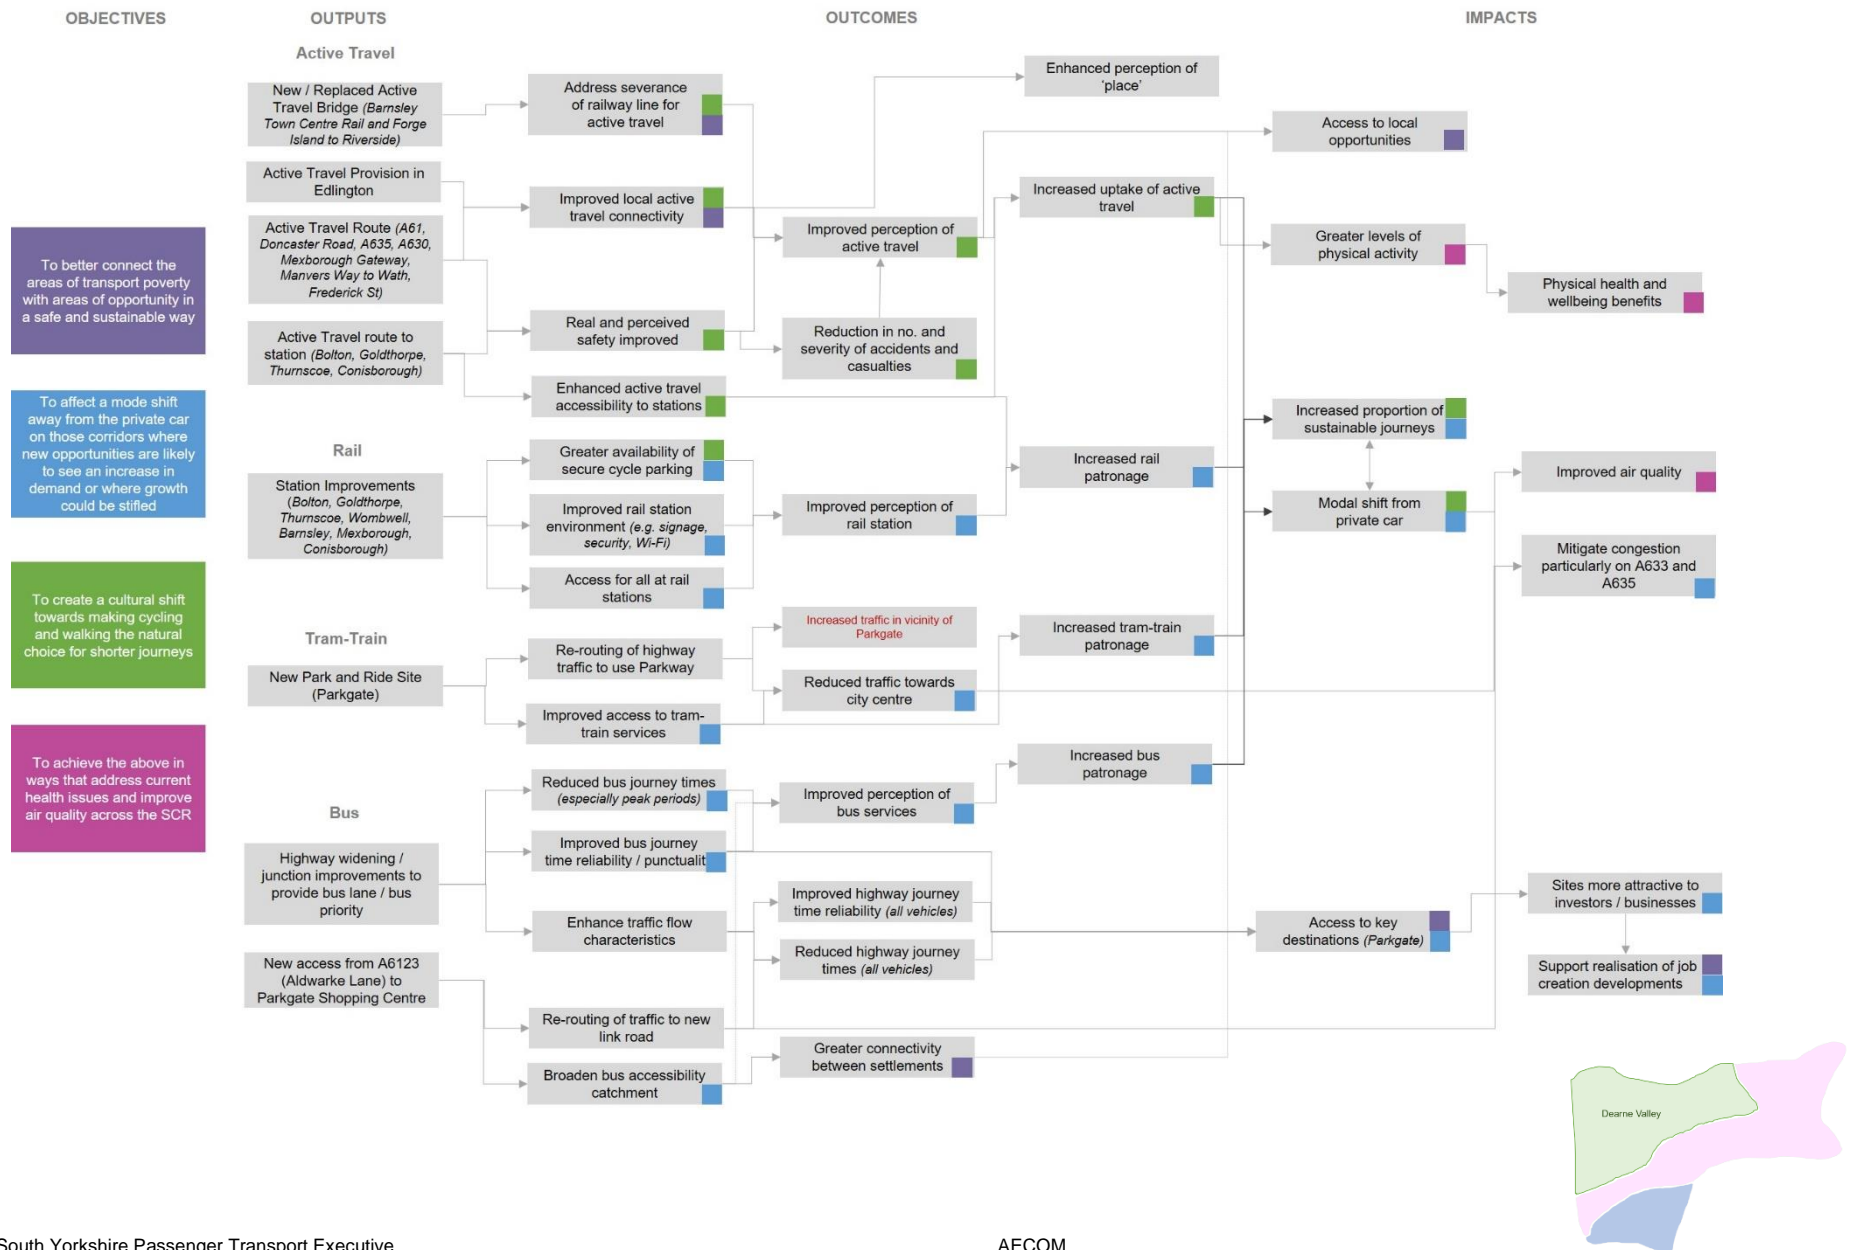 OBJECTIVES
OUTPUTS
OUTCOMES
IMPACTS
To better connect the
areas of transport poverty
with areas of opportunity in
a safe and sustainable way
To affect a mode shift
away from the private car
on those corridors where
new opportunities are likely
to see an increase in
demand or where growth
could be stifled
To create a cultural shift
towards making cycling
and walking the natural
choice for shorter journeys
To achieve the above in
ways that address current
health issues and improve
air quality across the SCR
Active Travel
New / Replaced Active
Travel Bridge (Barnsley
Town Centre Rail and Forge
Island to Riverside)
Active Travel Provision in
Edlington
Active Travel Route (A61,
Doncaster Road, A635, A630,
Mexborough Gateway,
Manvers Way to Wath,
Frederick St)
Active Travel route to
station (Bolton, Goldthorpe,
Thurnscoe, Conisborough)
Rail
Station Improvements
(Bolton, Goldthorpe,
Thurnscoe, Wombwell,
Barnsley, Mexborough,
Conisborough)
Tram-Train
New Park and Ride Site
(Parkgate)
Bus
Highway widening /
junction improvements to
provide bus lane / bus
priority
New access from A6123
(Aldwarke Lane) to
Parkgate Shopping Centre
Address severance
of railway line for
active travel
Improved local active
travel connectivity
Real and perceived
safety improved
Enhanced active travel
accessibility to stations
Greater availability of
secure cycle parking
Improved rail station
environment (e.g. signage,
security, Wi-Fi)
Access for all at rail
stations
Re-routing of highway
traffic to use Parkway
Improved access to tram-
train services
Reduced bus journey times
(especially peak periods)
Improved bus journey
time reliability / punctualit
Enhance traffic flow
characteristics
Re-routing of traffic to new
link road
Broaden bus accessibility
catchment
Improved perception of
active travel
Reduction in no. and
severity of accidents and
casualties
Improved perception of
rail station
Increased traffic in vicinity of
Parkgate
Reduced traffic towards
city centre
Improved perception of
bus services
Improved highway journey
time reliability (all vehicles)
Reduced highway journey
times (all vehicles)
Greater connectivity
between settlements
Enhanced perception of
‘place’
Increased uptake of active
travel
Increased rail
patronage
Increased tram-train
patronage
Increased bus
patronage
Access to local
opportunities
Greater levels of
physical activity
Increased proportion of
sustainable journeys
Modal shift from
private car
Access to key
destinations (Parkgate)
Physical health and
wellbeing benefits
Improved air quality
Mitigate congestion
particularly on A633 and
A635
Sites more attractive to
investors / businesses
Support realisation of job
creation developments
Dearne Valley
South Yorkshire Passenger Transport Executive
AECOM